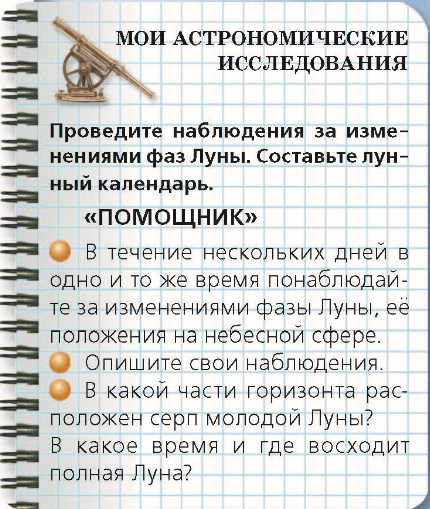 МОИ АСТРОНОМИЧЕСКИЕ
ИССЛЕДОВАНИЯ
Проведите наблюдения за изме-
нениями фаз Луны. Составьте лун-
ный календарь.
«ПОМОЩНИК»
В течение нескольких дней в
одно и то же время понаблюдай-
те за изменениями фазы Луны, её
положения на небесной сфере.
Опишите свои наблюдения.
В какой части горизонта рас-
положен серп молодой Луны?
В какое время и где восходит
полная Луна?